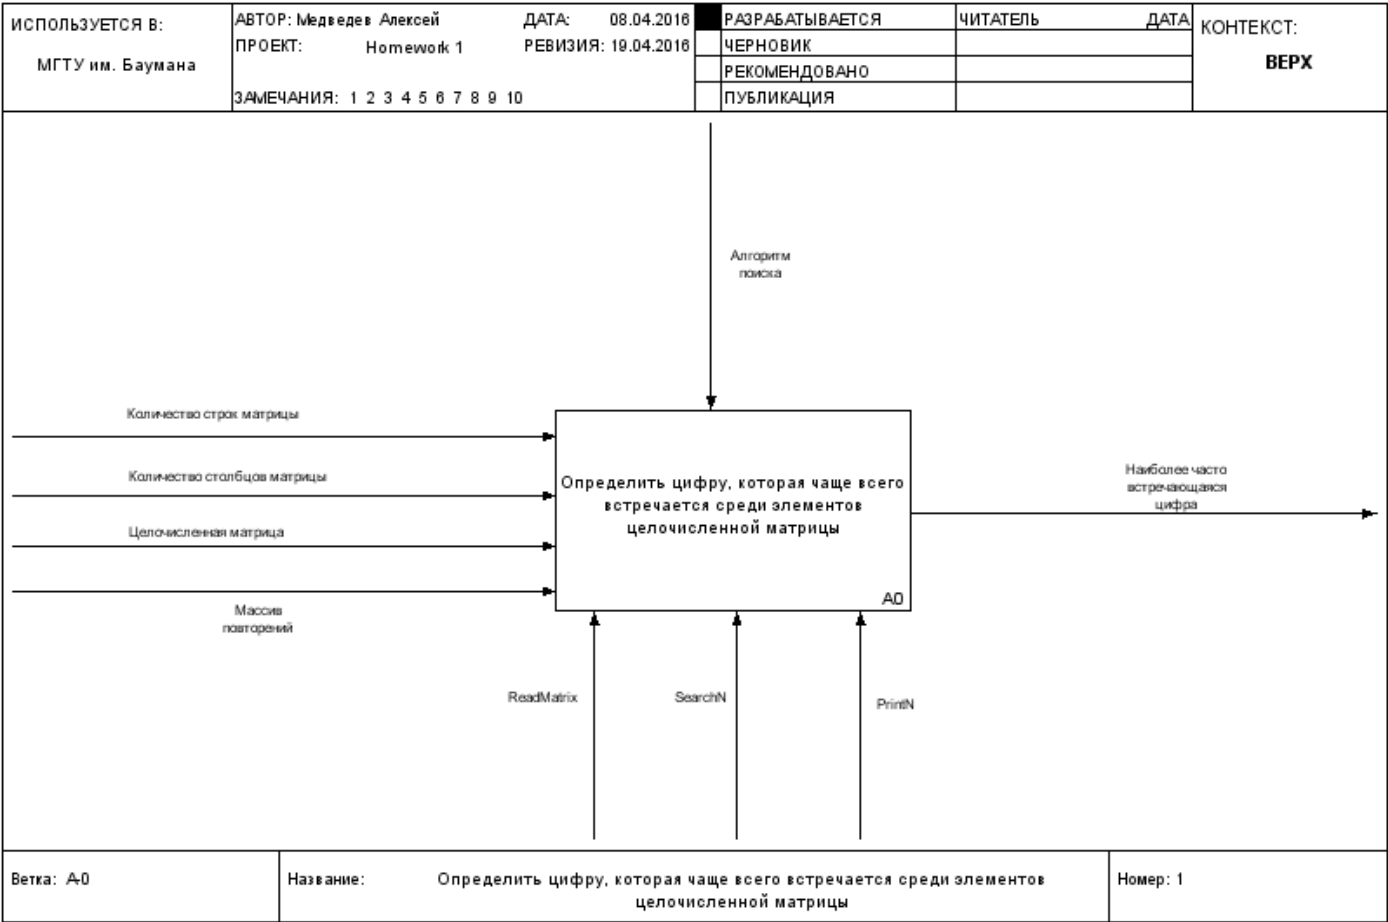 ИСПОЛЬЗУЕТСЯ В:
МГТУ им. Баумана
АВТОР: Медведев Алексей
ДАТА: 08.04.2016
ПРОЕКТ: Homework 1
РЕВИЗИЯ: 19.04.2016
ЗАМЕЧАНИЯ: 1 2 3 4 5 6 7 8 9 10
РАЗРАБАТЫВАЕТСЯ
ЧЕРНОВИК
РЕКОМЕНДОВАНО
ПУБЛИКАЦИЯ
ЧИТАТЕЛЬ
ДАТА
КОНТЕКСТ:
ВЕРХ
Алгоритм
поиска
Количество строк матрицы
Количество столбцов матрицы
Целочисленная матрица
Массив
повторений
Определить цифру, которая чаще всего
встречается среди элементов
целочисленной матрицы
A0
Наиболее часто
встречающаяся
цифра
ReadMatrix
SearchN
PrintN
Ветка: A-0
Название:
Определить цифру, которая чаще всего встречается среди элементов
целочисленной матрицы
Номер: 1